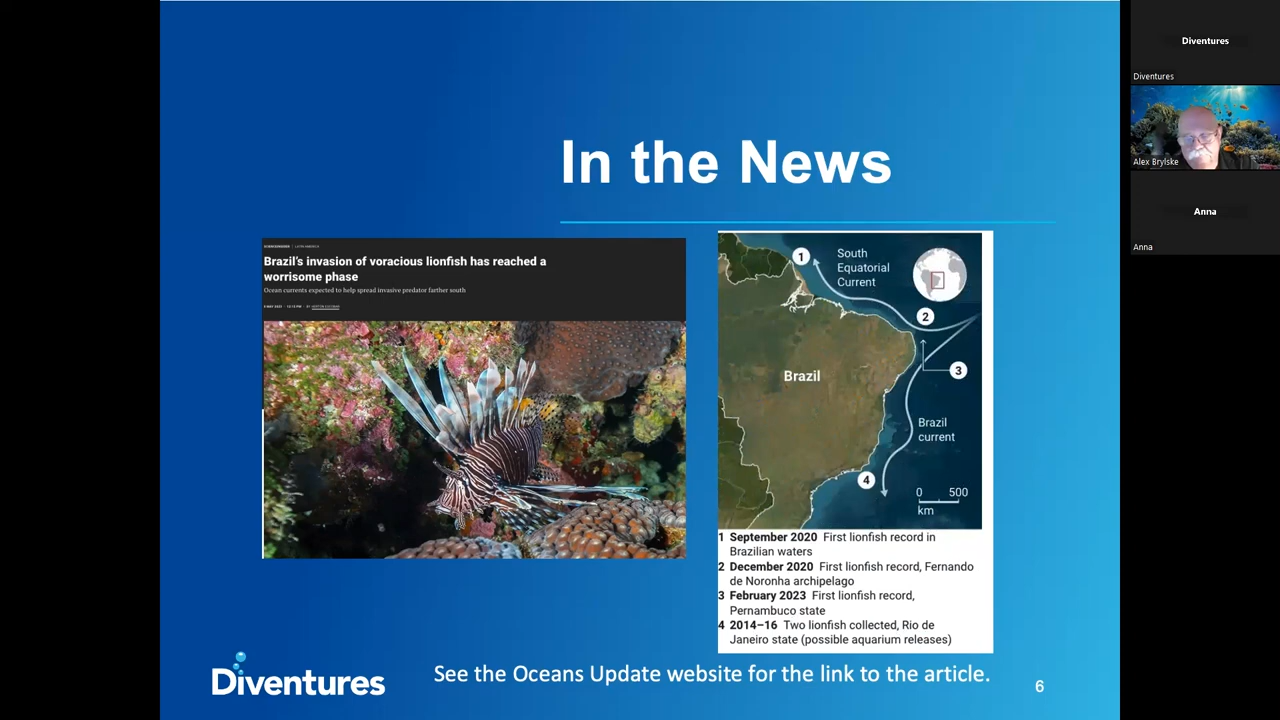 In the News
SCIENCEINSIDER | LATIN AMERICA
Brazil's invasion of voracious lionfish has reached a
worrisome phase
Ocean currents expected to help spread invasive predator farther south
1
South
Equatorial
Current
2
Brazil
3
Brazil
current
4
0 500
km
1 September 2020 First lionfish record in
Brazilian waters
2 December 2020 First lionfish record, Fernando
de Noronha archipelago
3 February 2023 First lionfish record,
Pernambuco state
4 2014–16 Two lionfish collected, Rio de
Janeiro state (possible aquarium releases)
Diventures
See the Oceans Update website for the link to the article.
6
Diventures
Diventures
Alex Brylske
Anna
Anna